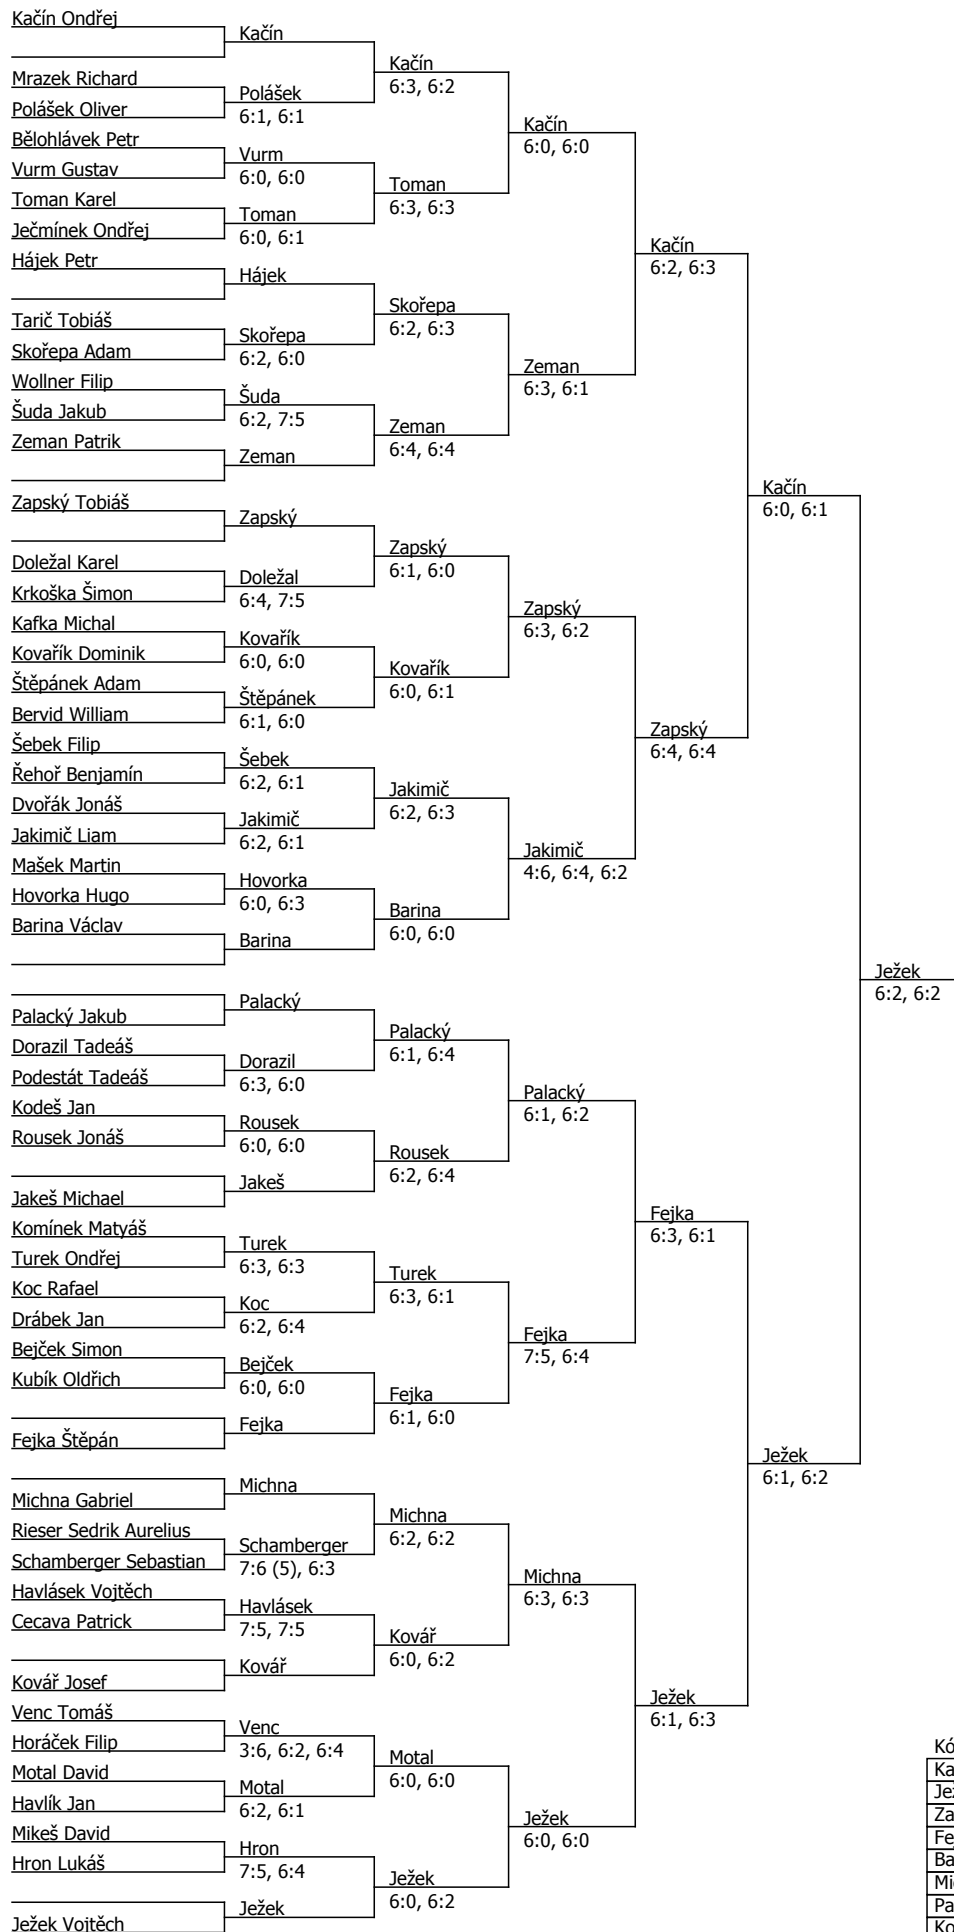 Kačín Ondřej
Mrazek Richard
Polášek Oliver
Bělohlávek Petr
Vurm Gustav
Toman Karel
Ječmínek Ondřej
Hájek Petr
Tarič Tobiáš
Skořepa Adam
Wollner Filip
Šuda Jakub
Zeman Patrik
Zapský Tobiáš
Doležal Karel
Krkoška Šimon
Kafka Michal
Kovařík Dominik
Štěpánek Adam
Bervid William
Šebek Filip
Řehoř Benjamín
Dvořák Jonáš
Jakimič Liam
Mašek Martin
Hovorka Hugo
Barina Václav
Palacký Jakub
Dorazil Tadeáš
Podestát Tadeáš
Kodeš Jan
Rousek Jonáš
Jakeš Michael
Komínek Matyáš
Turek Ondřej
Koc Rafael
Drábek Jan
Bejček Simon
Kubík Oldřich
Fejka Štěpán
Michna Gabriel
Rieser Sedrik Aurelius
Schamberger Sebastian
Havlásek Vojtěch
Cecava Patrick
Kovář Josef
Venc Tomáš
Horáček Filip
Motal David
Havlík Jan
Mikeš David
Hron Lukáš
Ježek Vojtěch
Kačín
Polášek
6:1, 6:1
Vurm
6:0, 6:0
Toman
6:0, 6:1
Hájek
Skořepa
6:2, 6:0
Šuda
6:2, 7:5
Zeman
Zapský
Doležal
6:4, 7:5
Kovařík
6:0, 6:0
Štěpánek
6:1, 6:0
Šebek
6:2, 6:1
Jakimič
6:2, 6:1
Hovorka
6:0, 6:3
Barina
Palacký
Dorazil
6:3, 6:0
Rousek
6:0, 6:0
Jakeš
Turek
6:3, 6:3
Koc
6:2, 6:4
Bejček
6:0, 6:0
Fejka
Michna
Schamberger
7:6 (5), 6:3
Havlásek
7:5, 7:5
Kovář
Venc
3:6, 6:2, 6:4
Motal
6:2, 6:1
Hron
7:5, 6:4
Ježek
Kačín
6:3, 6:2
Toman
6:3, 6:3
Skořepa
6:2, 6:3
Zeman
6:4, 6:4
Zapský
6:1, 6:0
Kovařík
6:0, 6:1
Jakimič
6:2, 6:3
Barina
6:0, 6:0
Palacký
6:1, 6:4
Rousek
6:2, 6:4
Turek
6:3, 6:1
Fejka
6:1, 6:0
Michna
6:2, 6:2
Kovář
6:0, 6:2
Motal
6:0, 6:0
Ježek
6:0, 6:2
Kačín
6:0, 6:0
Zeman
6:3, 6:1
Zapský
6:3, 6:2
Jakimič
4:6, 6:4, 6:2
Palacký
6:1, 6:2
Fejka
7:5, 6:4
Michna
6:3, 6:3
Ježek
6:0, 6:0
Kačín
6:2, 6:3
Zapský
6:4, 6:4
Fejka
6:3, 6:1
Ježek
6:1, 6:3
Kačín
6:0, 6:1
Ježek
6:1, 6:2
Ježek
6:2, 6:2